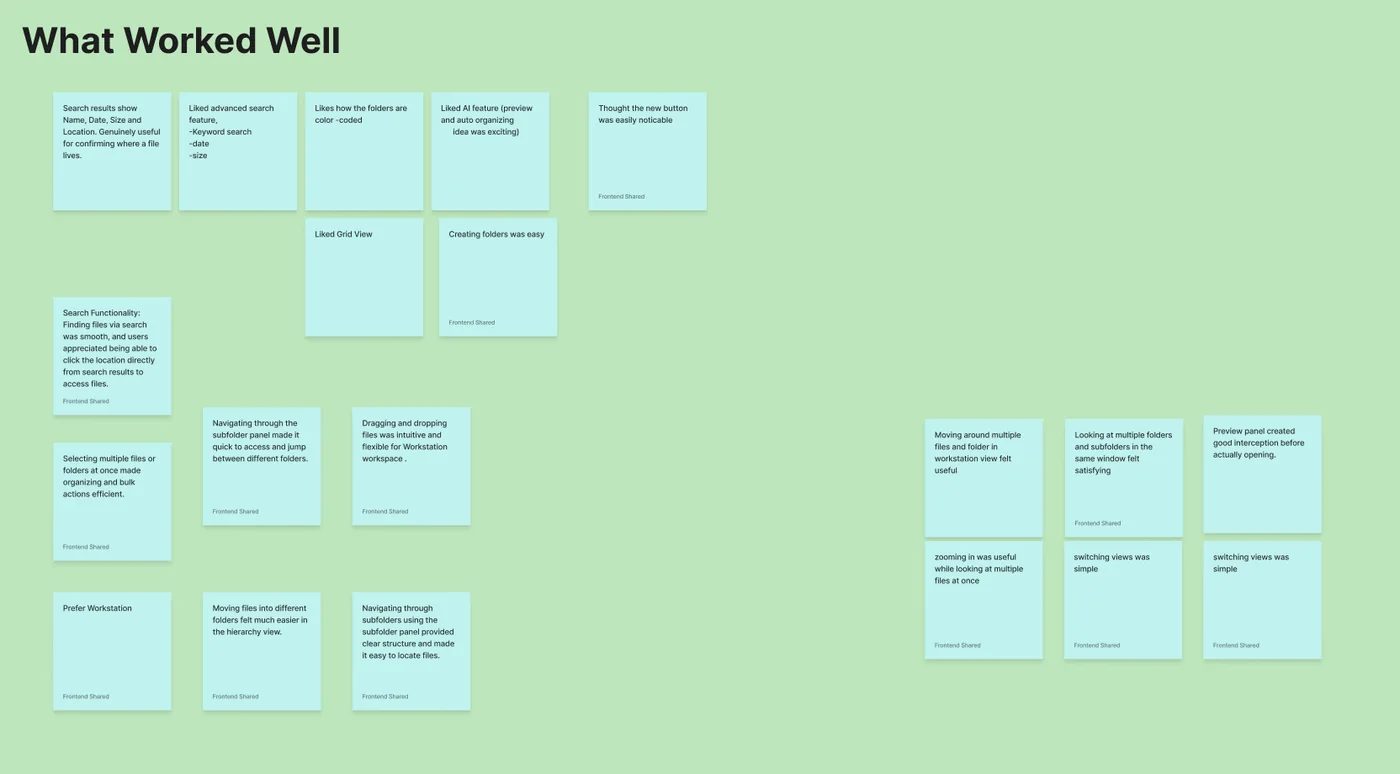 What Worked Well
Search results show
Name, Date, Size and
Location. Genuinely useful
for confirming where a file
lives.
Liked advanced search
feature,
-Keyword search
-date
-size
Likes how the folders are
color -coded
Liked AI feature (preview
and auto organizing
idea was exciting)
Thought the new button
was easily noticable
Frontend Shared
Liked Grid View
Creating folders was easy
Frontend Shared
Search Functionality:
Finding files via search
was smooth, and users
appreciated being able to
click the location directly
from search results to
access files.
Frontend Shared
Navigating through the
subfolder panel made it
quick to access and jump
between different folders.
Frontend Shared
Dragging and dropping
files was intuitive and
flexible for Workstation
workspace .
Frontend Shared
Selecting multiple files or
folders at once made
organizing and bulk
actions efficient.
Frontend Shared
Prefer Workstation
Frontend Shared
Moving files into different
folders felt much easier in
the hierarchy view.
Frontend Shared
Navigating through
subfolders using the
subfolder panel provided
clear structure and made
it easy to locate files.
Frontend Shared
Moving around multiple
files and folder in
workstation view felt
useful
Looking at multiple folders
and subfolders in the
same window felt
satisfying
Frontend Shared
Preview panel created
good interception before
actually opening.
zooming in was useful
while looking at multiple
files at once
Frontend Shared
switching views was
simple
Frontend Shared
switching views was
simple
Frontend Shared